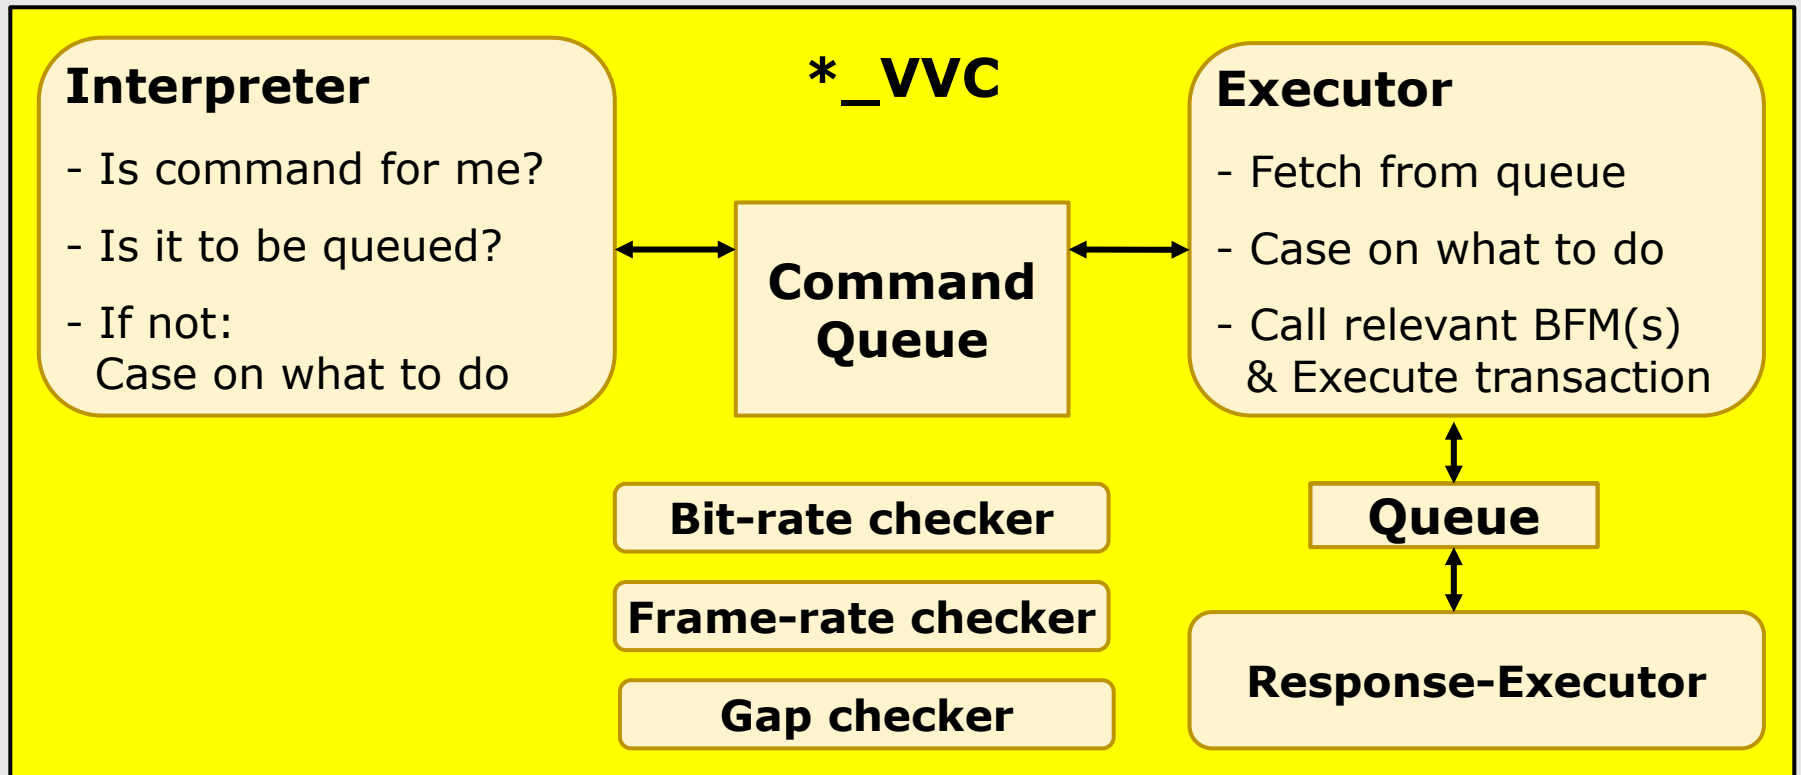 *_VVC
Interpreter
- Is command for me?
- Is it to be queued?
- If not:
Case on what to do
Command
Queue
Executor
- Fetch from queue
- Case on what to do
- Call relevant BFM(s)
& Execute transaction
Bit-rate checker
Frame-rate checker
Gap checker
Queue
Response-Executor